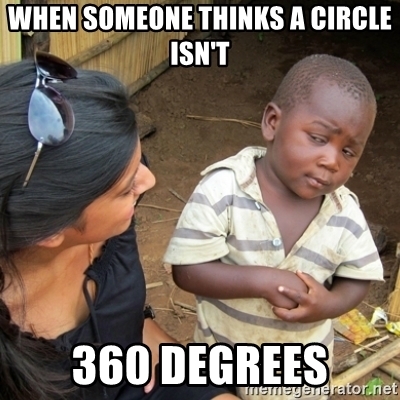 WHEN SOMEONE THINKS A CIRCLE
ISN'T
360 DEGREES
memegenerator.net